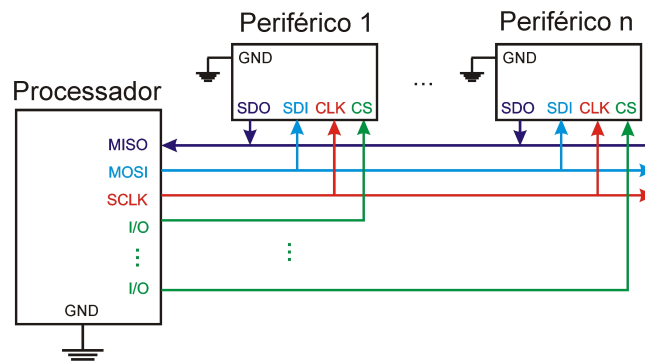 Periférico 1
Periférico n
GND
GND
...
Processador
SDO SDI CLK CS
SDO SDI CLK CS
MISO
MOSI
SCLK
I/O
...
...
I/O
GND